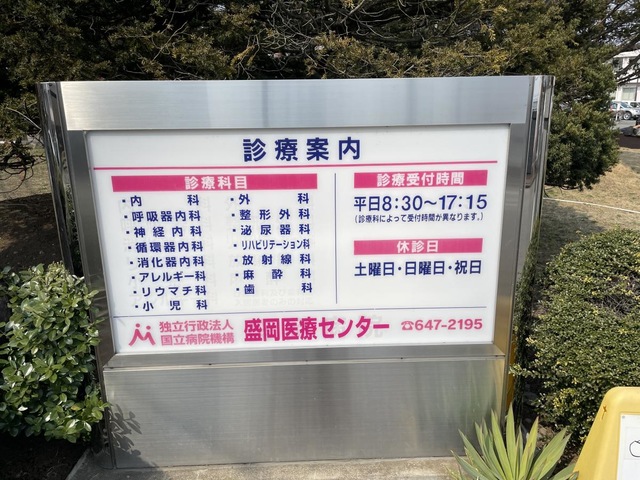 診療案内
診療科目
・内科
・呼吸器内科
・神経内科
・循環器内科
・消化器内科
・アレルギー科
・リウマチ科
・小児科
・外科
・整形外科
・泌尿器科
・リハビリテーション科
・放射線科
・麻酔科
・歯科
診療受付時間
平日8:30〜17:15
(診療科によって受付時間が異なります。)
休診日
土曜日・日曜日・祝日
独立行政法人
国立病院機構
盛岡医療センター ☎647-2195